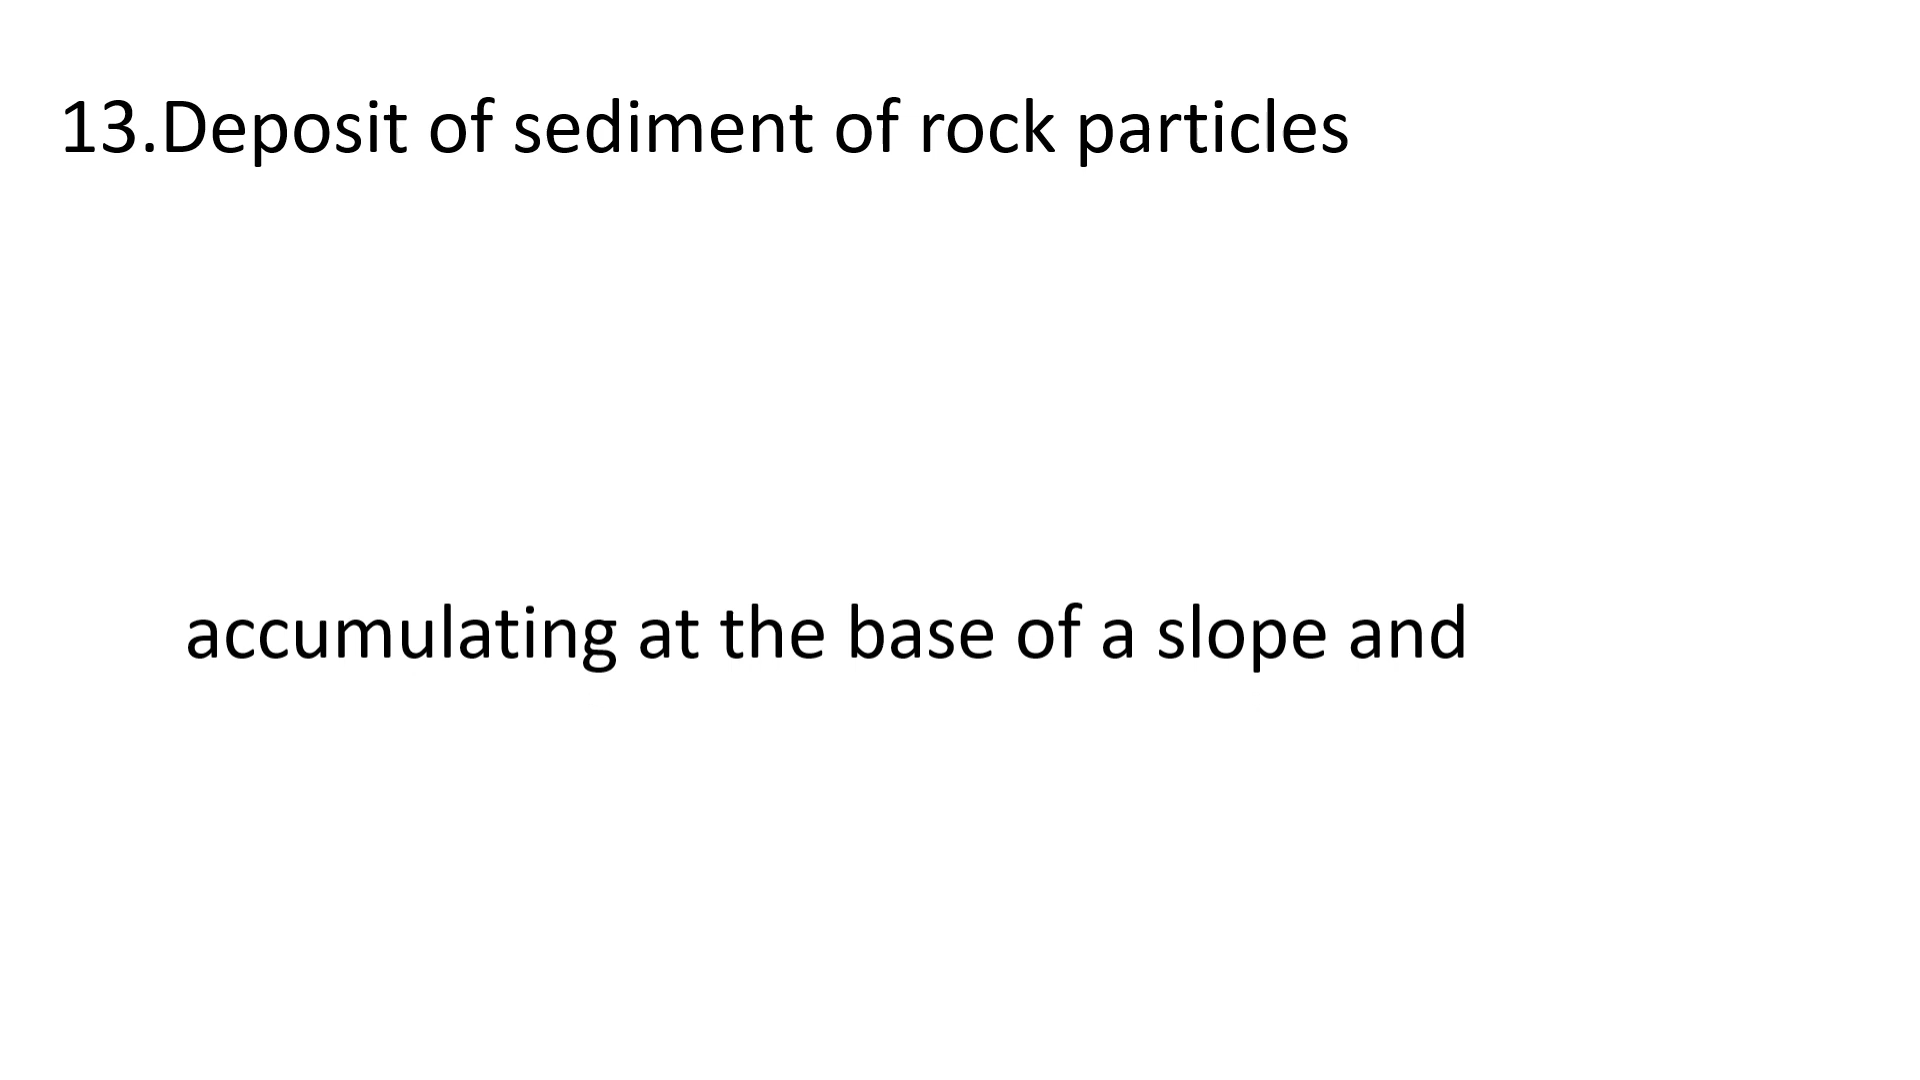 13.Deposit of sediment of rock particles
accumulating at the base of a slope and